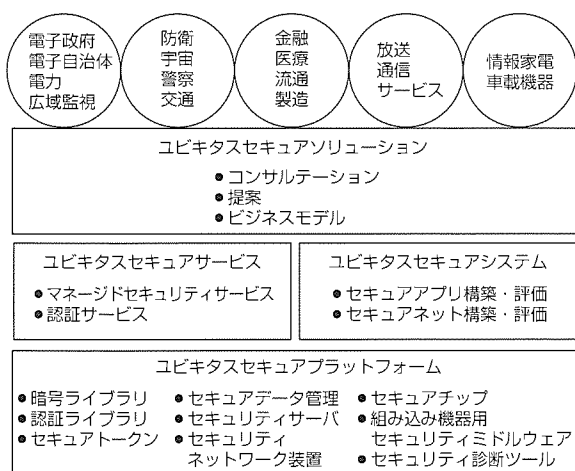 電子政府
電子自治体
電力
広域監視
防衛
宇宙
警察
交通
金融
医療
流通
製造
放送
通信
サービス
情報家電
車載機器
ユビキタスセキュアソリューション
●コンサルテーション
●提案
●ビジネスモデル
ユビキタスセキュアサービス
●マネージドセキュリティサービス
●認証サービス
ユビキタスセキュアシステム
●セキュアアプリ構築・評価
●セキュアネット構築・評価
ユビキタスセキュアプラットフォーム
●暗号ライブラリ
●認証ライブラリ
●セキュアトークン
●セキュアデータ管理
●セキュリティサーバ
●セキュリティ
ネットワーク装置
●セキュアチップ
●組み込み機器用
セキュリティミドルウェア
●セキュリティ診断ツール